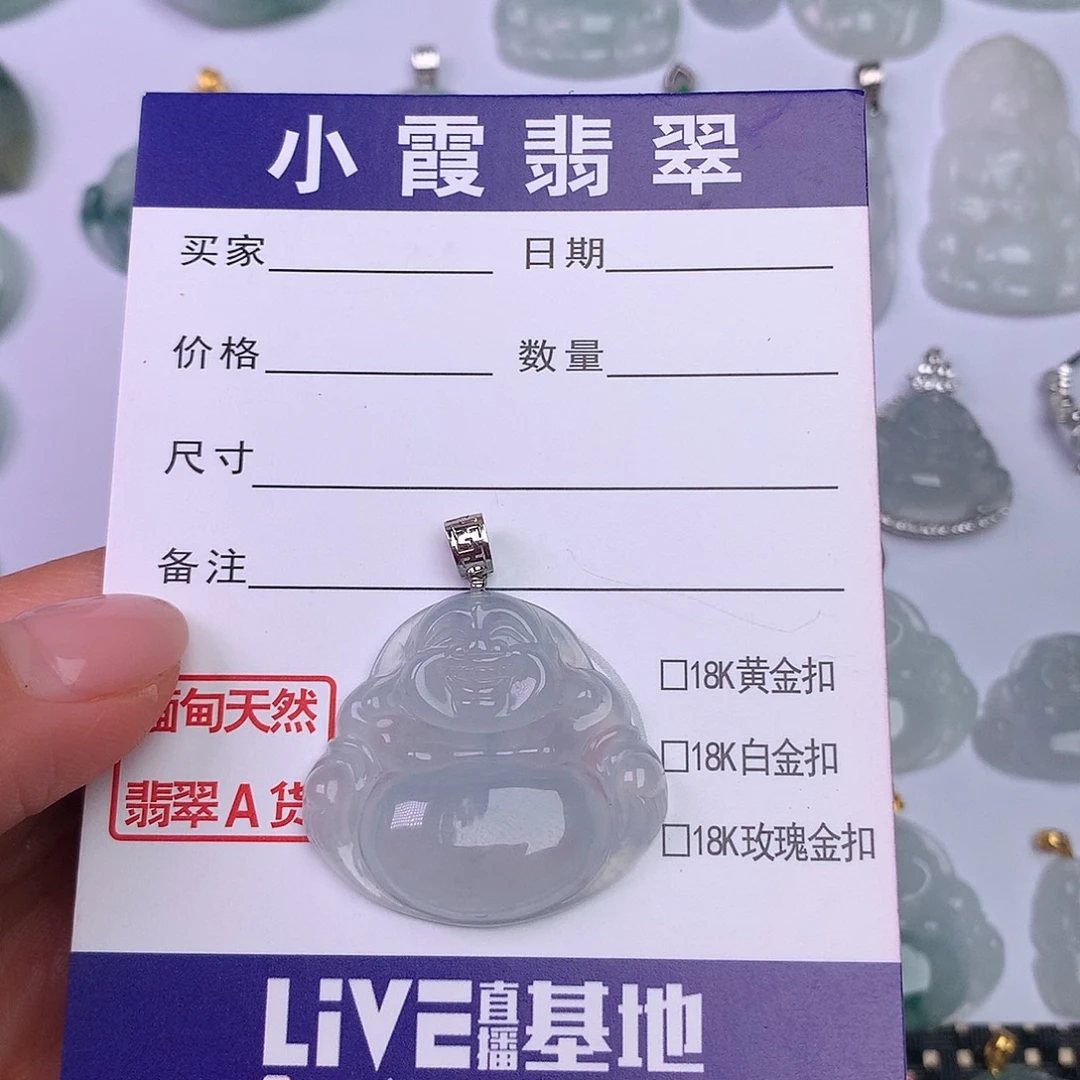 小霞翡翠
买家 日期
价格 数量
尺寸
备注
□18K黄金扣
缅甸天然
□18K白金扣
翡翠A货
□18K玫瑰金扣
LiVE直播基地